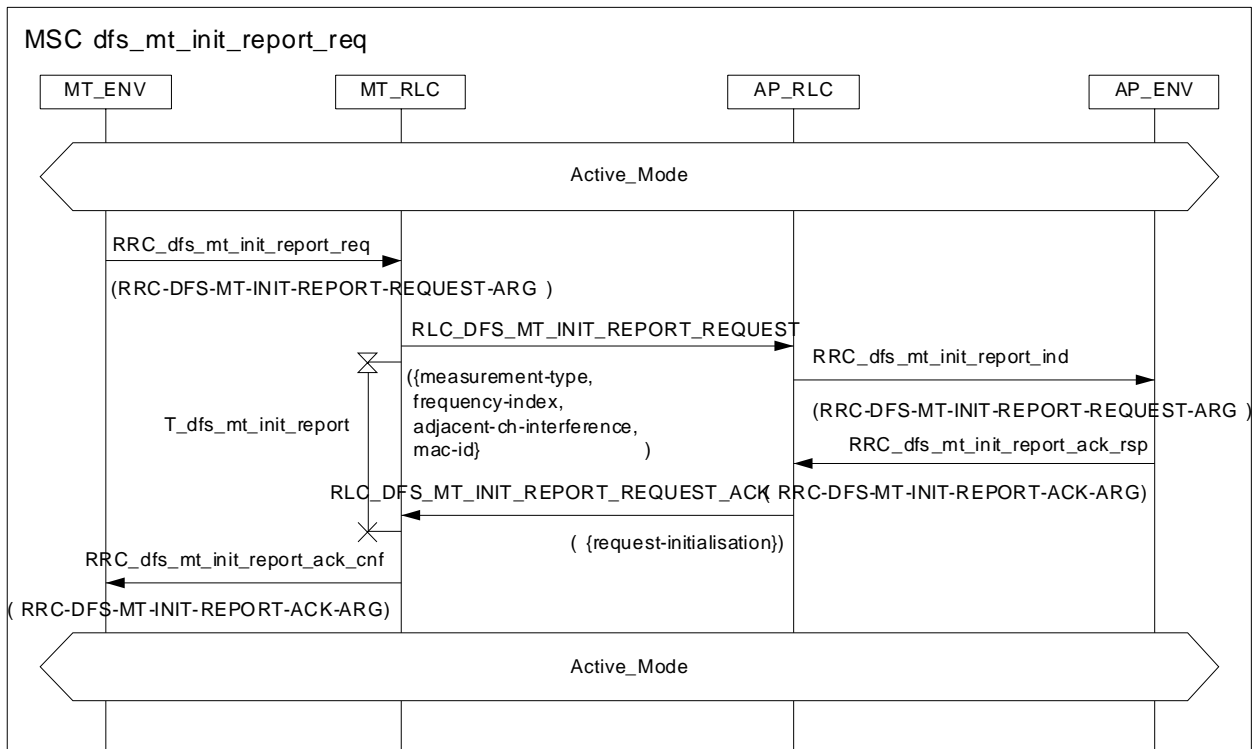 MSC dfs_mt_init_report_req
MT_ENV
MT_RLC
AP_RLC
AP_ENV
Active_Mode
RRC_dfs_mt_init_report_req
(RRC-DFS-MT-INIT-REPORT-REQUEST-ARG )
RLC_DFS_MT_INIT_REPORT_REQUEST
RRC_dfs_mt_init_report_ind
({measurement-type,
frequency-index,
adjacent-ch-interference,
mac-id} )
T_dfs_mt_init_report
(RRC-DFS-MT-INIT-REPORT-REQUEST-ARG )
RRC_dfs_mt_init_report_ack_rsp
RLC_DFS_MT_INIT_REPORT_REQUEST_ACK
( RRC-DFS-MT-INIT-REPORT-ACK-ARG)
( {request-initialisation})
RRC_dfs_mt_init_report_ack_cnf
( RRC-DFS-MT-INIT-REPORT-ACK-ARG)
Active_Mode